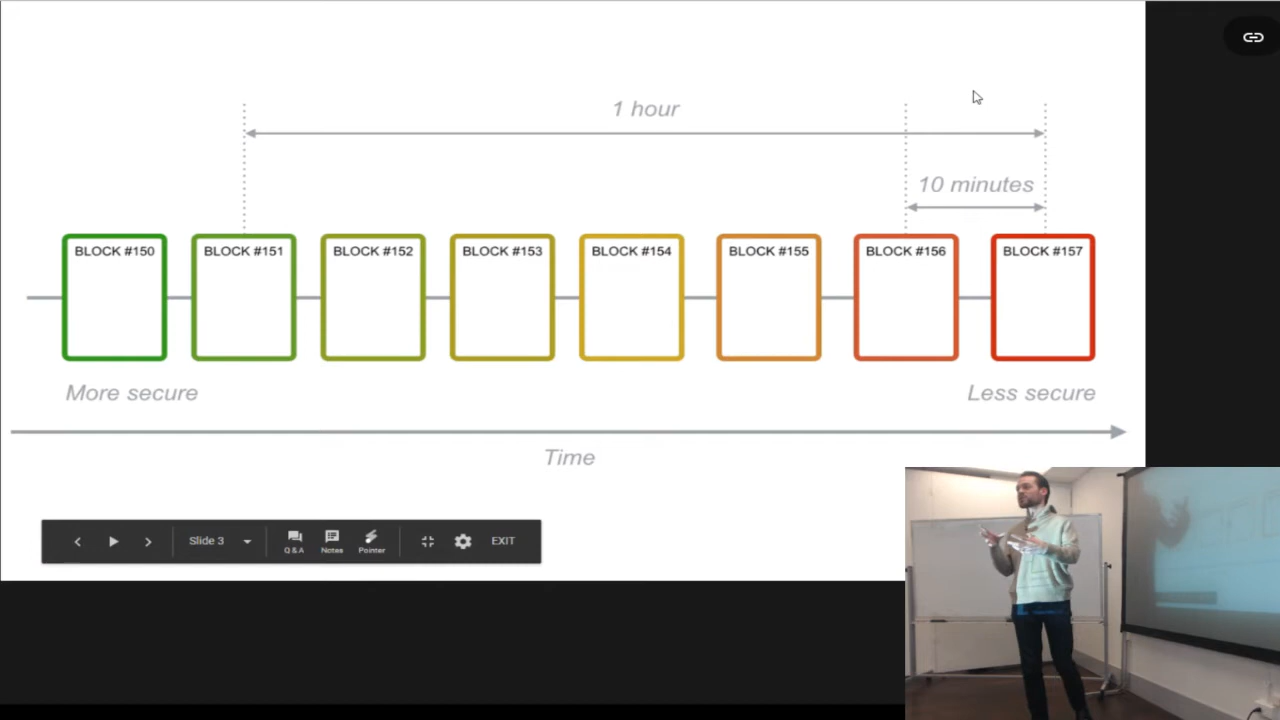 1 hour
10 minutes
BLOCK #150 BLOCK #151 BLOCK #152 BLOCK #153 BLOCK #154 BLOCK #155 BLOCK #156 BLOCK #157
More secure Less secure
Time
Slide 3 Q & A Notes Pointer EXIT